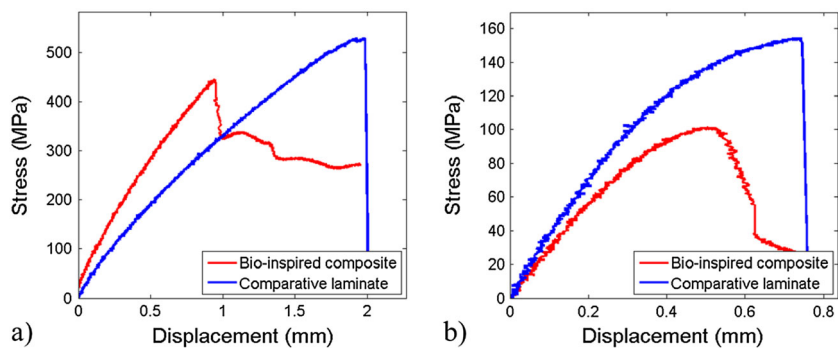 500
400
300
200
100
0
Stress (MPa)
Bio-inspired composite
Comparative laminate
0 0.5 1 1.5 2
Displacement (mm)
a)
160
140
120
100
80
60
40
20
0
Stress (MPa)
Bio-inspired composite
Comparative laminate
0 0.2 0.4 0.6 0.8
Displacement (mm)
b)